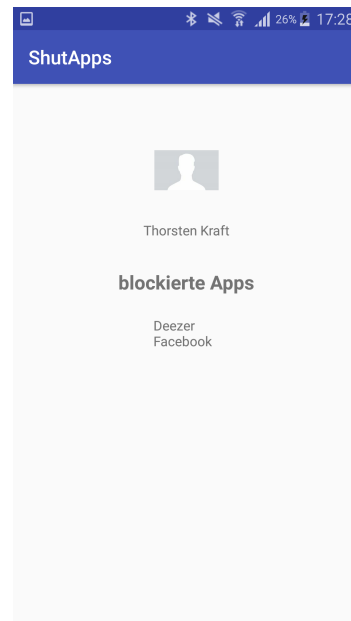 26% 17:28
ShutApps
Thorsten Kraft
blockierte Apps
Deezer
Facebook